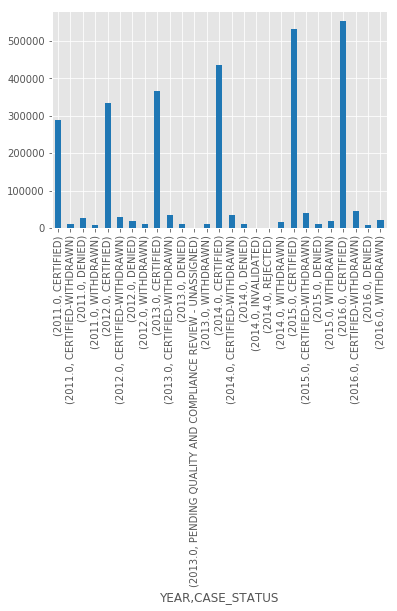 500000
400000
300000
200000
100000
0
(2011.0, CERTIFIED)
(2011.0, CERTIFIED-WITHDRAWN)
(2011.0, DENIED)
(2011.0, WITHDRAWN)
(2012.0, CERTIFIED)
(2012.0, CERTIFIED-WITHDRAWN)
(2012.0, DENIED)
(2012.0, WITHDRAWN)
(2013.0, CERTIFIED)
(2013.0, CERTIFIED-WITHDRAWN)
(2013.0, DENIED)
(2013.0, PENDING QUALITY AND COMPLIANCE REVIEW - UNASSIGNED)
(2013.0, WITHDRAWN)
(2014.0, CERTIFIED)
(2014.0, CERTIFIED-WITHDRAWN)
(2014.0, DENIED)
(2014.0, INVALIDATED)
(2014.0, REJECTED)
(2014.0, WITHDRAWN)
(2015.0, CERTIFIED)
(2015.0, CERTIFIED-WITHDRAWN)
(2015.0, DENIED)
(2015.0, WITHDRAWN)
(2016.0, CERTIFIED)
(2016.0, CERTIFIED-WITHDRAWN)
(2016.0, DENIED)
(2016.0, WITHDRAWN)
YEAR,CASE_STATUS